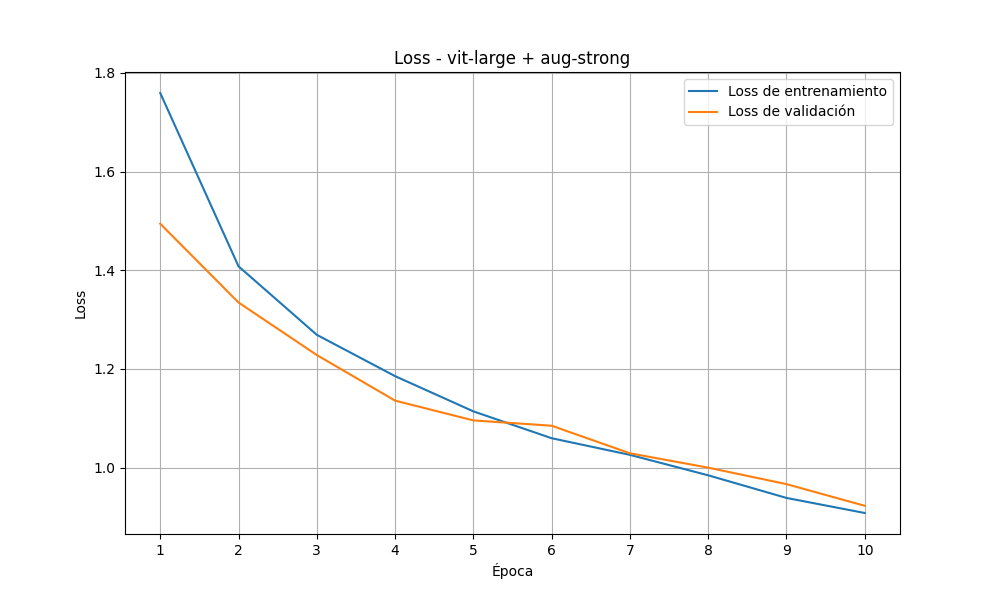 Loss - vit-large + aug-strong
Loss de entrenamiento
Loss de validación
1.8
1.6
1.4
1.2
1.0
Loss
1 2 3 4 5 6 7 8 9 10
Época